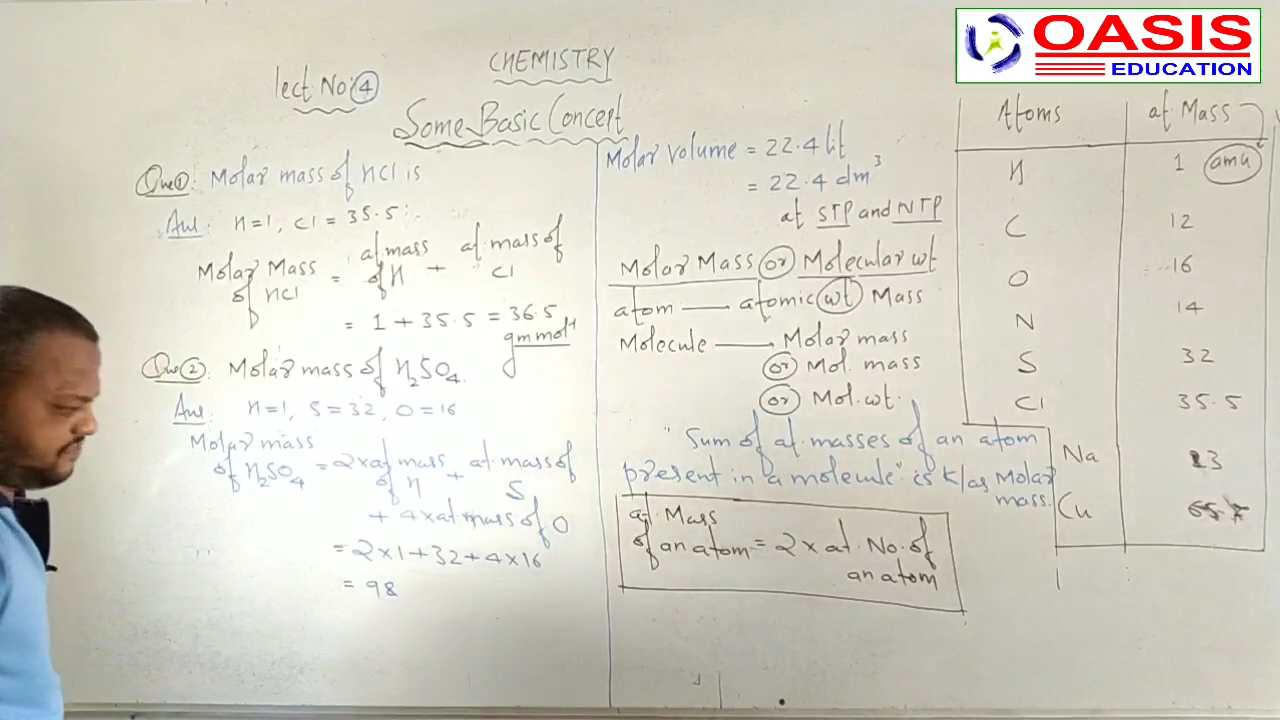 OASIS
EDUCATION
CHEMISTRY
lect No: 4
Some Basic Concept
Que 1: Molar mass of HCl is
Ans: H=1, Cl = 35.5
Molar Mass of HCl = at mass of H + at mass of Cl
= 1 + 35.5 = 36.5
gm mol⁻¹
Que 2: Molar mass of H₂SO₄.
Ans: H=1, S=32, O=16
Molar mass of H₂SO₄ = 2×at mass of H + at mass of S
+ 4×at.mass of O
= 2×1+32+4×16
= 98
Molar volume = 22.4 lit
= 22.4 dm³
at STP and NTP
Molar Mass or Molecular wt
atom — atomic wt Mass
Molecule — Molar mass
or Mol. mass
or Mol.wt.
"Sum of at.masses of an atom
present in a molecule" is K/as Molar
mass.
at. Mass
of an atom = 2 × at. No. of
an atom
Atoms at. Mass
H 1 amu
C 12
O 16
N 14
S 32
Cl 35.5
Na 23
Cu